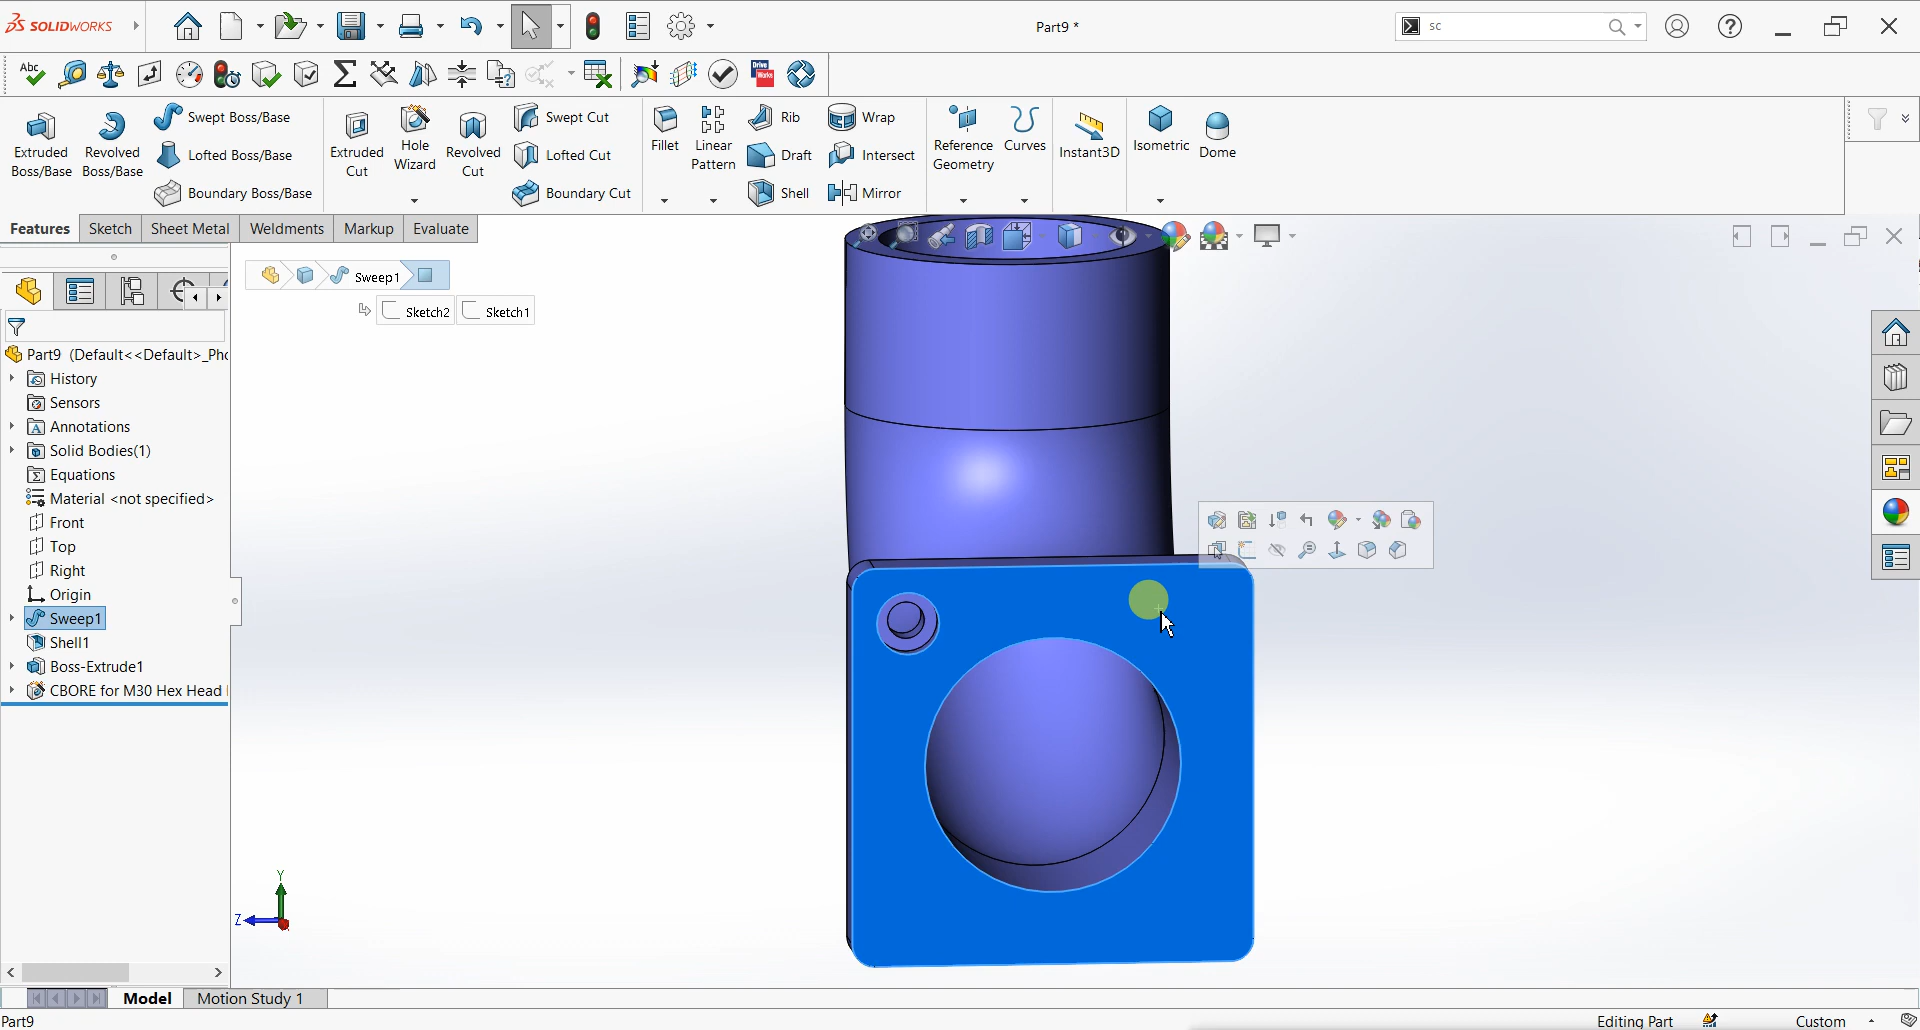 SOLIDWORKS
Part9 *
sc
Abc
Drive
Works
Extruded Boss/Base
Revolved Boss/Base
Swept Boss/Base
Lofted Boss/Base
Boundary Boss/Base
Extruded Cut
Hole Wizard
Revolved Cut
Swept Cut
Lofted Cut
Boundary Cut
Fillet
Linear Pattern
Rib
Draft
Shell
Wrap
Intersect
Mirror
Reference Geometry
Curves
Instant3D
Isometric
Dome
Features
Sketch
Sheet Metal
Weldments
Markup
Evaluate
Sweep1
Sketch2
Sketch1
Part9 (Default<<Default>_Pho
History
Sensors
Annotations
Solid Bodies(1)
Equations
Material <not specified>
Front
Top
Right
Origin
Sweep1
Shell1
Boss-Extrude1
CBORE for M30 Hex Head
Y
Z
Model
Motion Study 1
Part9
Editing Part
Custom